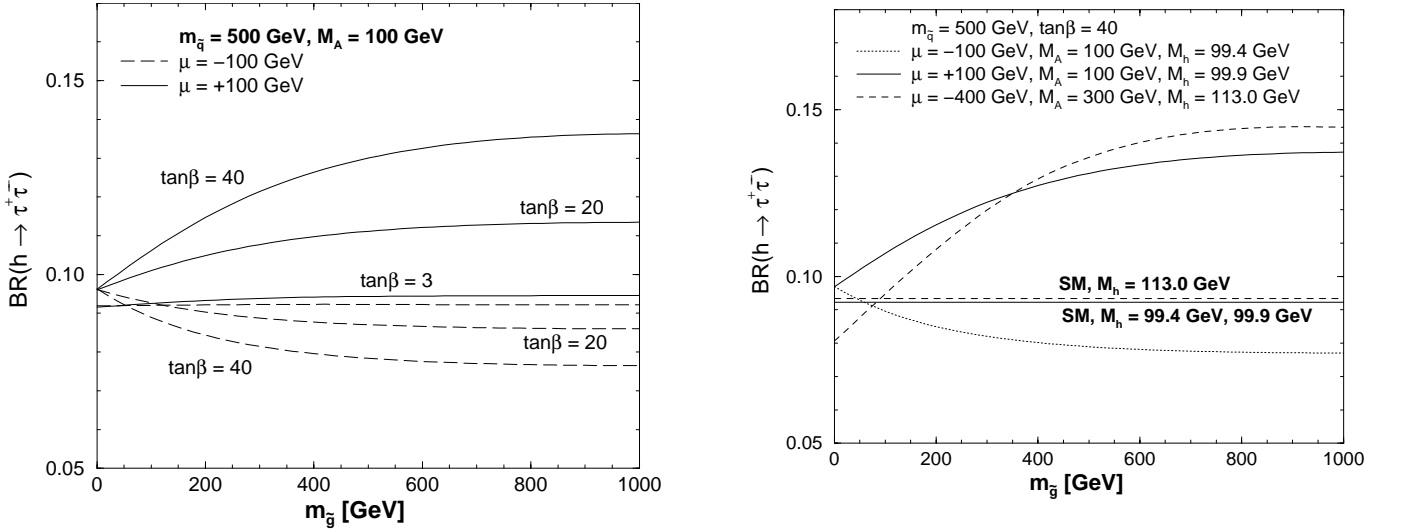 m_q̃ = 500 GeV, M_A = 100 GeV
μ = −100 GeV
μ = +100 GeV
0.15
BR(h → τ⁺τ⁻)
tanβ = 40
tanβ = 20
0.10
tanβ = 3
tanβ = 20
tanβ = 40
0.05
0 200 400 600 800 1000
m_g̃ [GeV]
m_q̃ = 500 GeV, tanβ = 40
μ = −100 GeV, M_A = 100 GeV, M_h = 99.4 GeV
μ = +100 GeV, M_A = 100 GeV, M_h = 99.9 GeV
μ = −400 GeV, M_A = 300 GeV, M_h = 113.0 GeV
0.15
BR(h → τ⁺τ⁻)
0.10
SM, M_h = 113.0 GeV
SM, M_h = 99.4 GeV, 99.9 GeV
0.05
0 200 400 600 800 1000
m_g̃ [GeV]